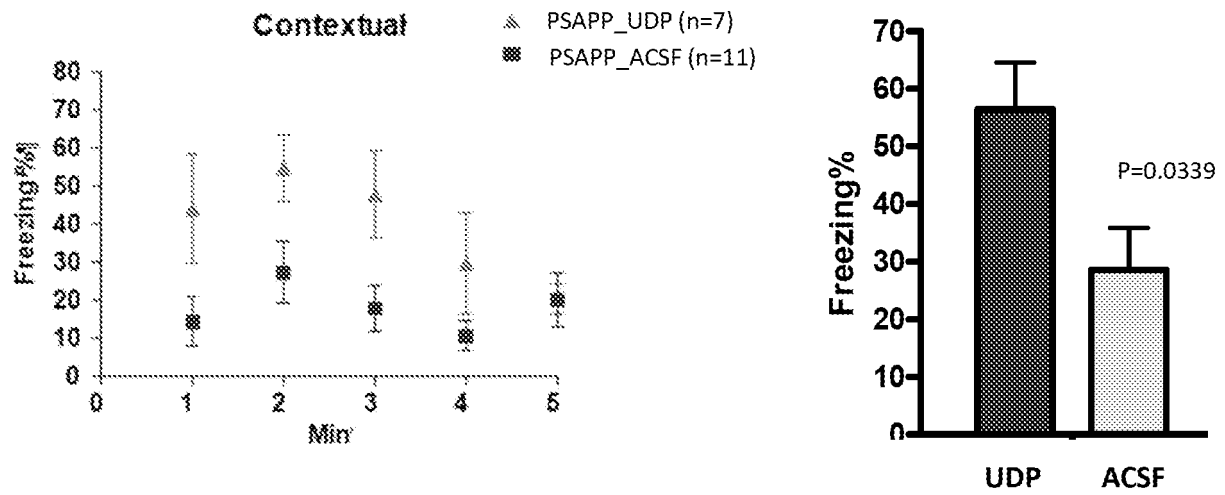 Contextual
PSAPP_UDP (n=7)
PSAPP_ACSF (n=11)
Freezing%
80
70
60
50
40
30
20
10
0
0 1 2 3 4 5
Min
Freezing%
70
60
50
40
30
20
10
0
P=0.0339
UDP ACSF